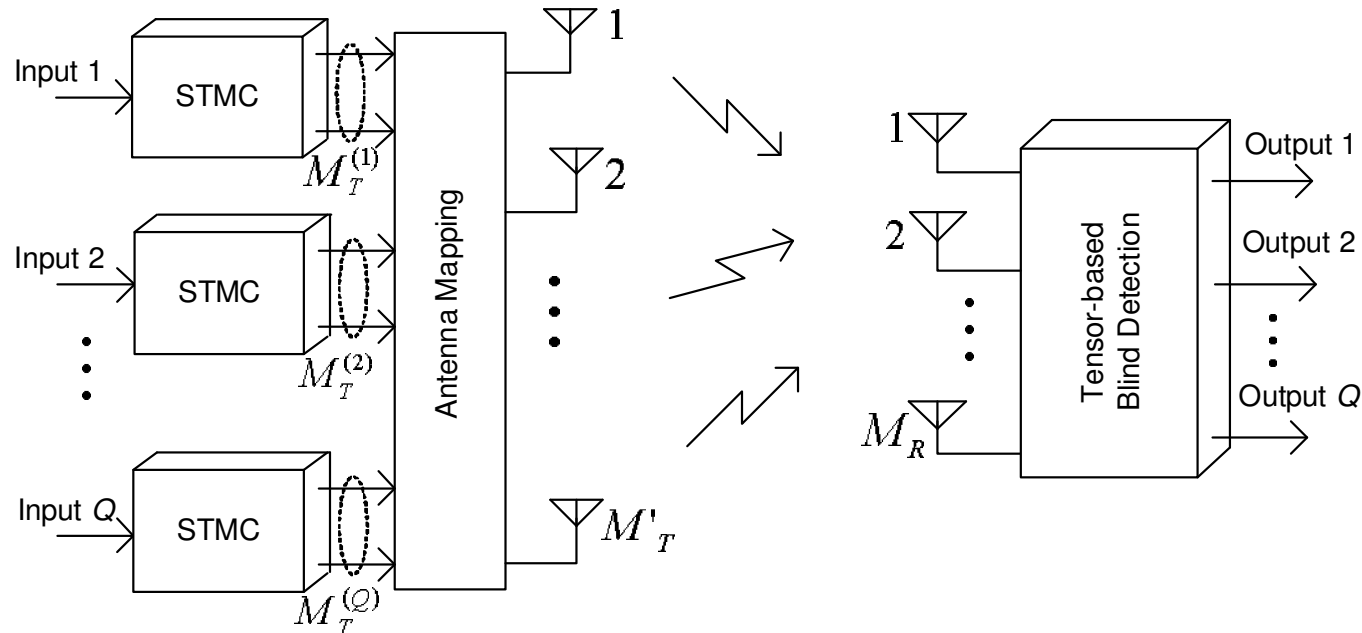 Input 1
STMC
M_T^{(1)}
Input 2
STMC
M_T^{(2)}
Input Q
STMC
M_T^{(Q)}
Antenna Mapping
1
2
M'_T
1
2
M_R
Tensor-based
Blind Detection
Output 1
Output 2
Output Q